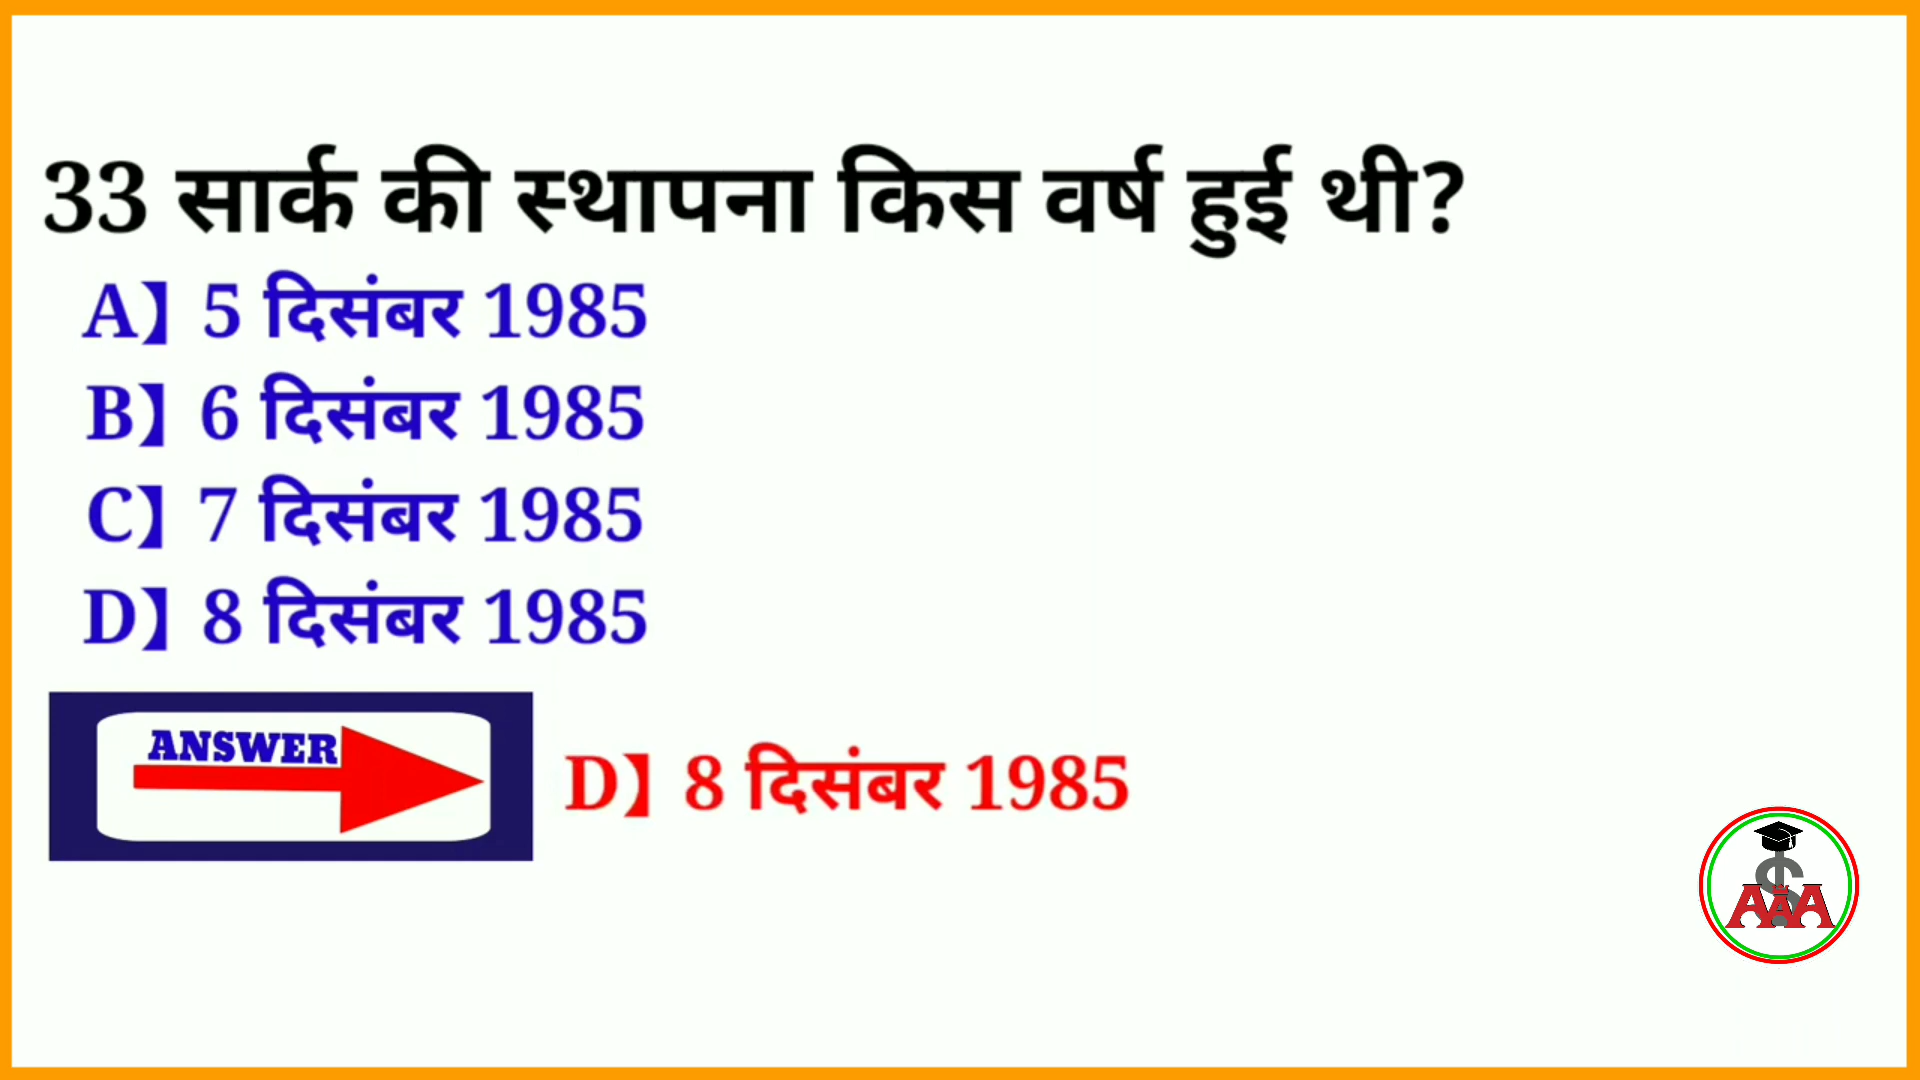 33 सार्क की स्थापना किस वर्ष हुई थी?
A】 5 दिसंबर 1985
B】 6 दिसंबर 1985
C】 7 दिसंबर 1985
D】 8 दिसंबर 1985
ANSWER
D】 8 दिसंबर 1985
AAA